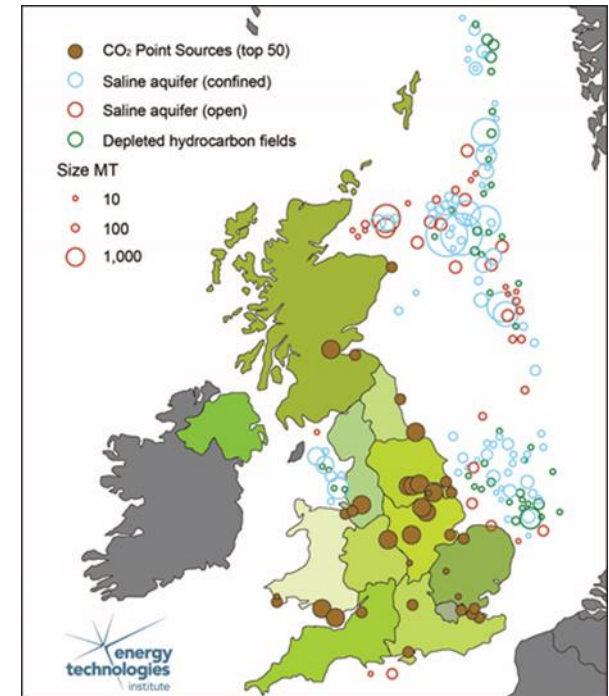 CO₂ Point Sources (top 50)
Saline aquifer (confined)
Saline aquifer (open)
Depleted hydrocarbon fields
Size MT
10
100
1,000
energy
technologies
institute